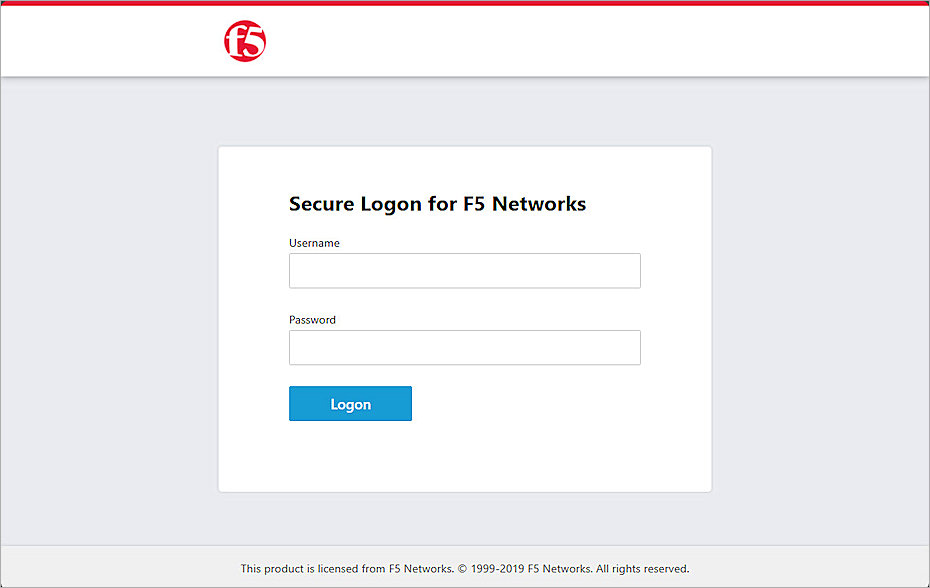 f5
Secure Logon for F5 Networks
Username
Password
Logon
This product is licensed from F5 Networks. © 1999-2019 F5 Networks. All rights reserved.